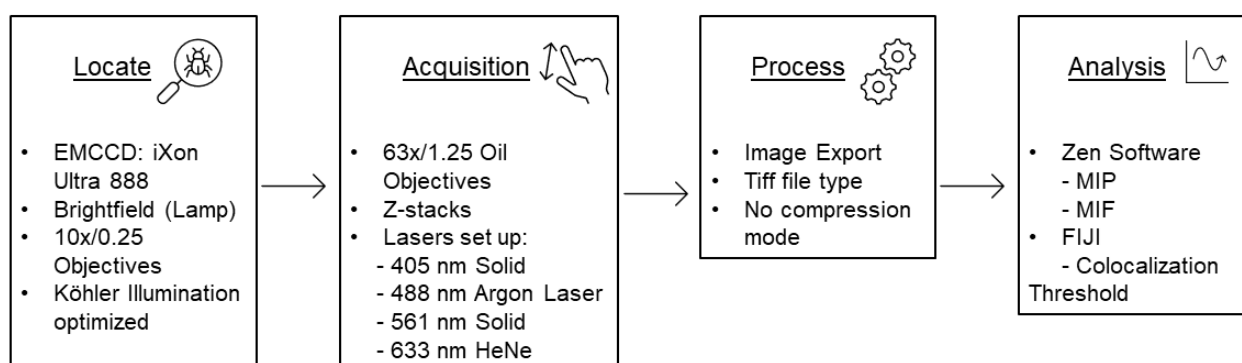 Locate
• EMCCD: iXon
Ultra 888
• Brightfield (Lamp)
• 10x/0.25
Objectives
• Köhler Illumination
optimized
Acquisition
• 63x/1.25 Oil
Objectives
• Z-stacks
• Lasers set up:
- 405 nm Solid
- 488 nm Argon Laser
- 561 nm Solid
- 633 nm HeNe
Process
• Image Export
• Tiff file type
• No compression
mode
Analysis
• Zen Software
- MIP
- MIF
• FIJI
- Colocalization
Threshold